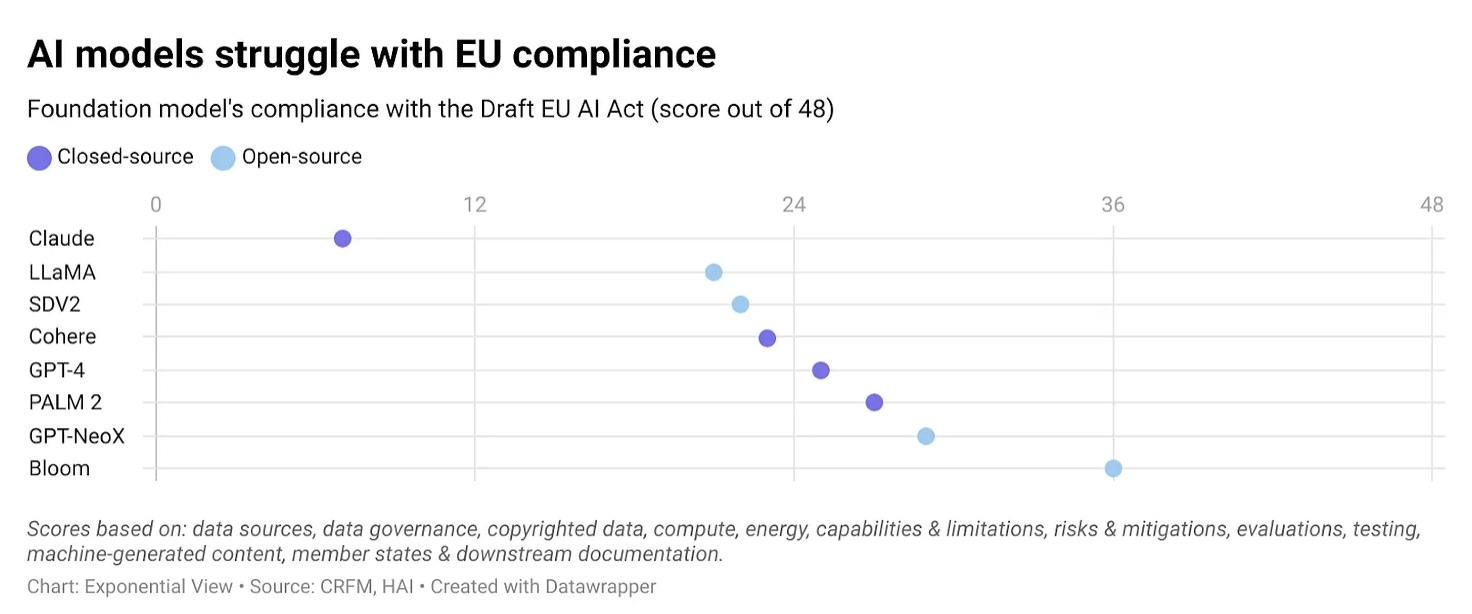 AI models struggle with EU compliance
Foundation model's compliance with the Draft EU AI Act (score out of 48)
Closed-source Open-source
0 12 24 36 48
Claude
LLaMA
SDV2
Cohere
GPT-4
PALM 2
GPT-NeoX
Bloom
Scores based on: data sources, data governance, copyrighted data, compute, energy, capabilities & limitations, risks & mitigations, evaluations, testing,
machine-generated content, member states & downstream documentation.
Chart: Exponential View • Source: CRFM, HAI • Created with Datawrapper